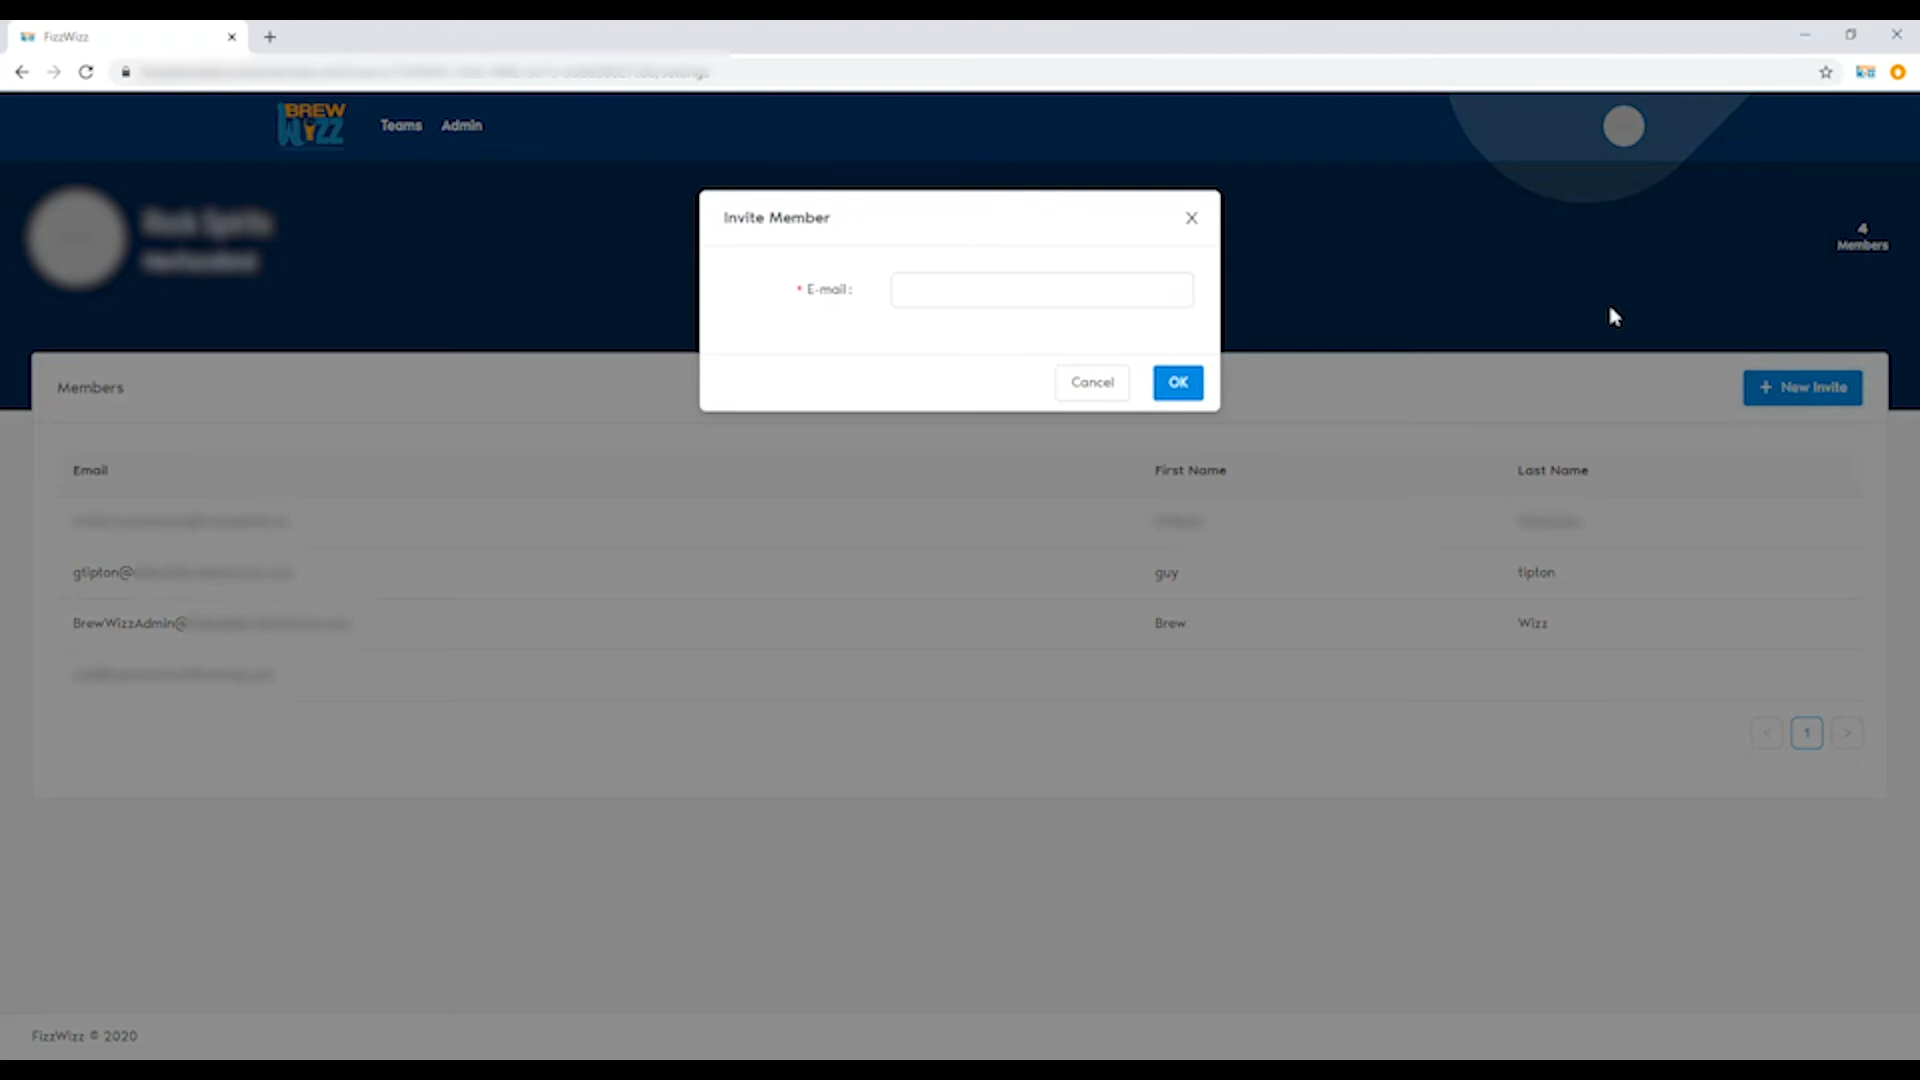 FizzWizz
BREW
WIZZ
Teams
Admin
4
Members
Invite Member
* E-mail :
Cancel
OK
Members
+ New Invite
Email
First Name
Last Name
gtipton@
guy
tipton
BrewWizzAdmin@
Brew
Wizz
< 1 >
FizzWizz © 2020